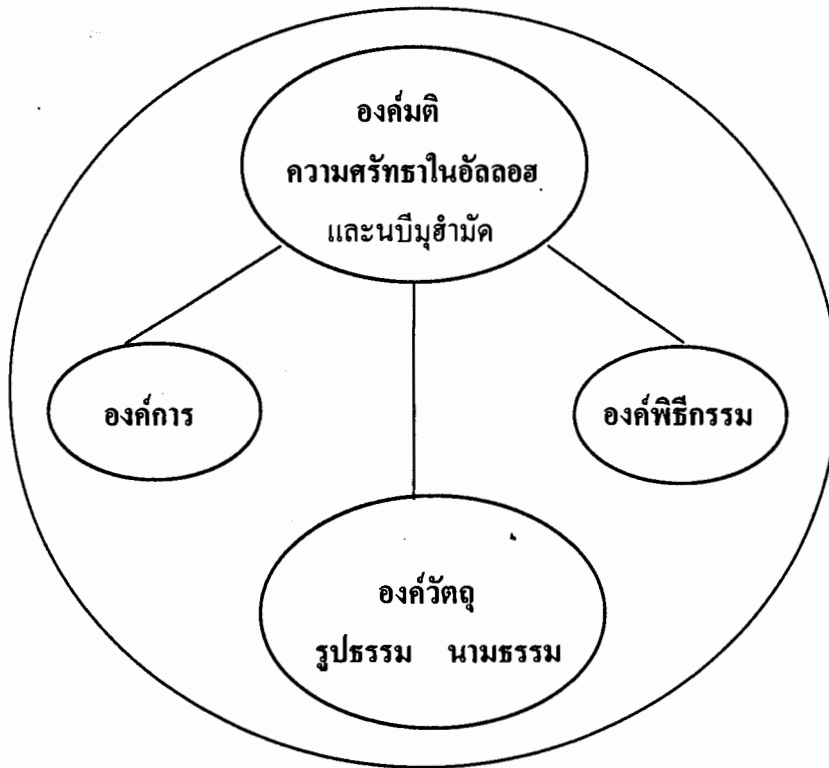 องค์มติ
ความศรัทธาในอัลลอฮ
และนบีมุฮำมัด
องค์การ
องค์พิธีกรรม
องค์วัตถุ
รูปธรรม นามธรรม